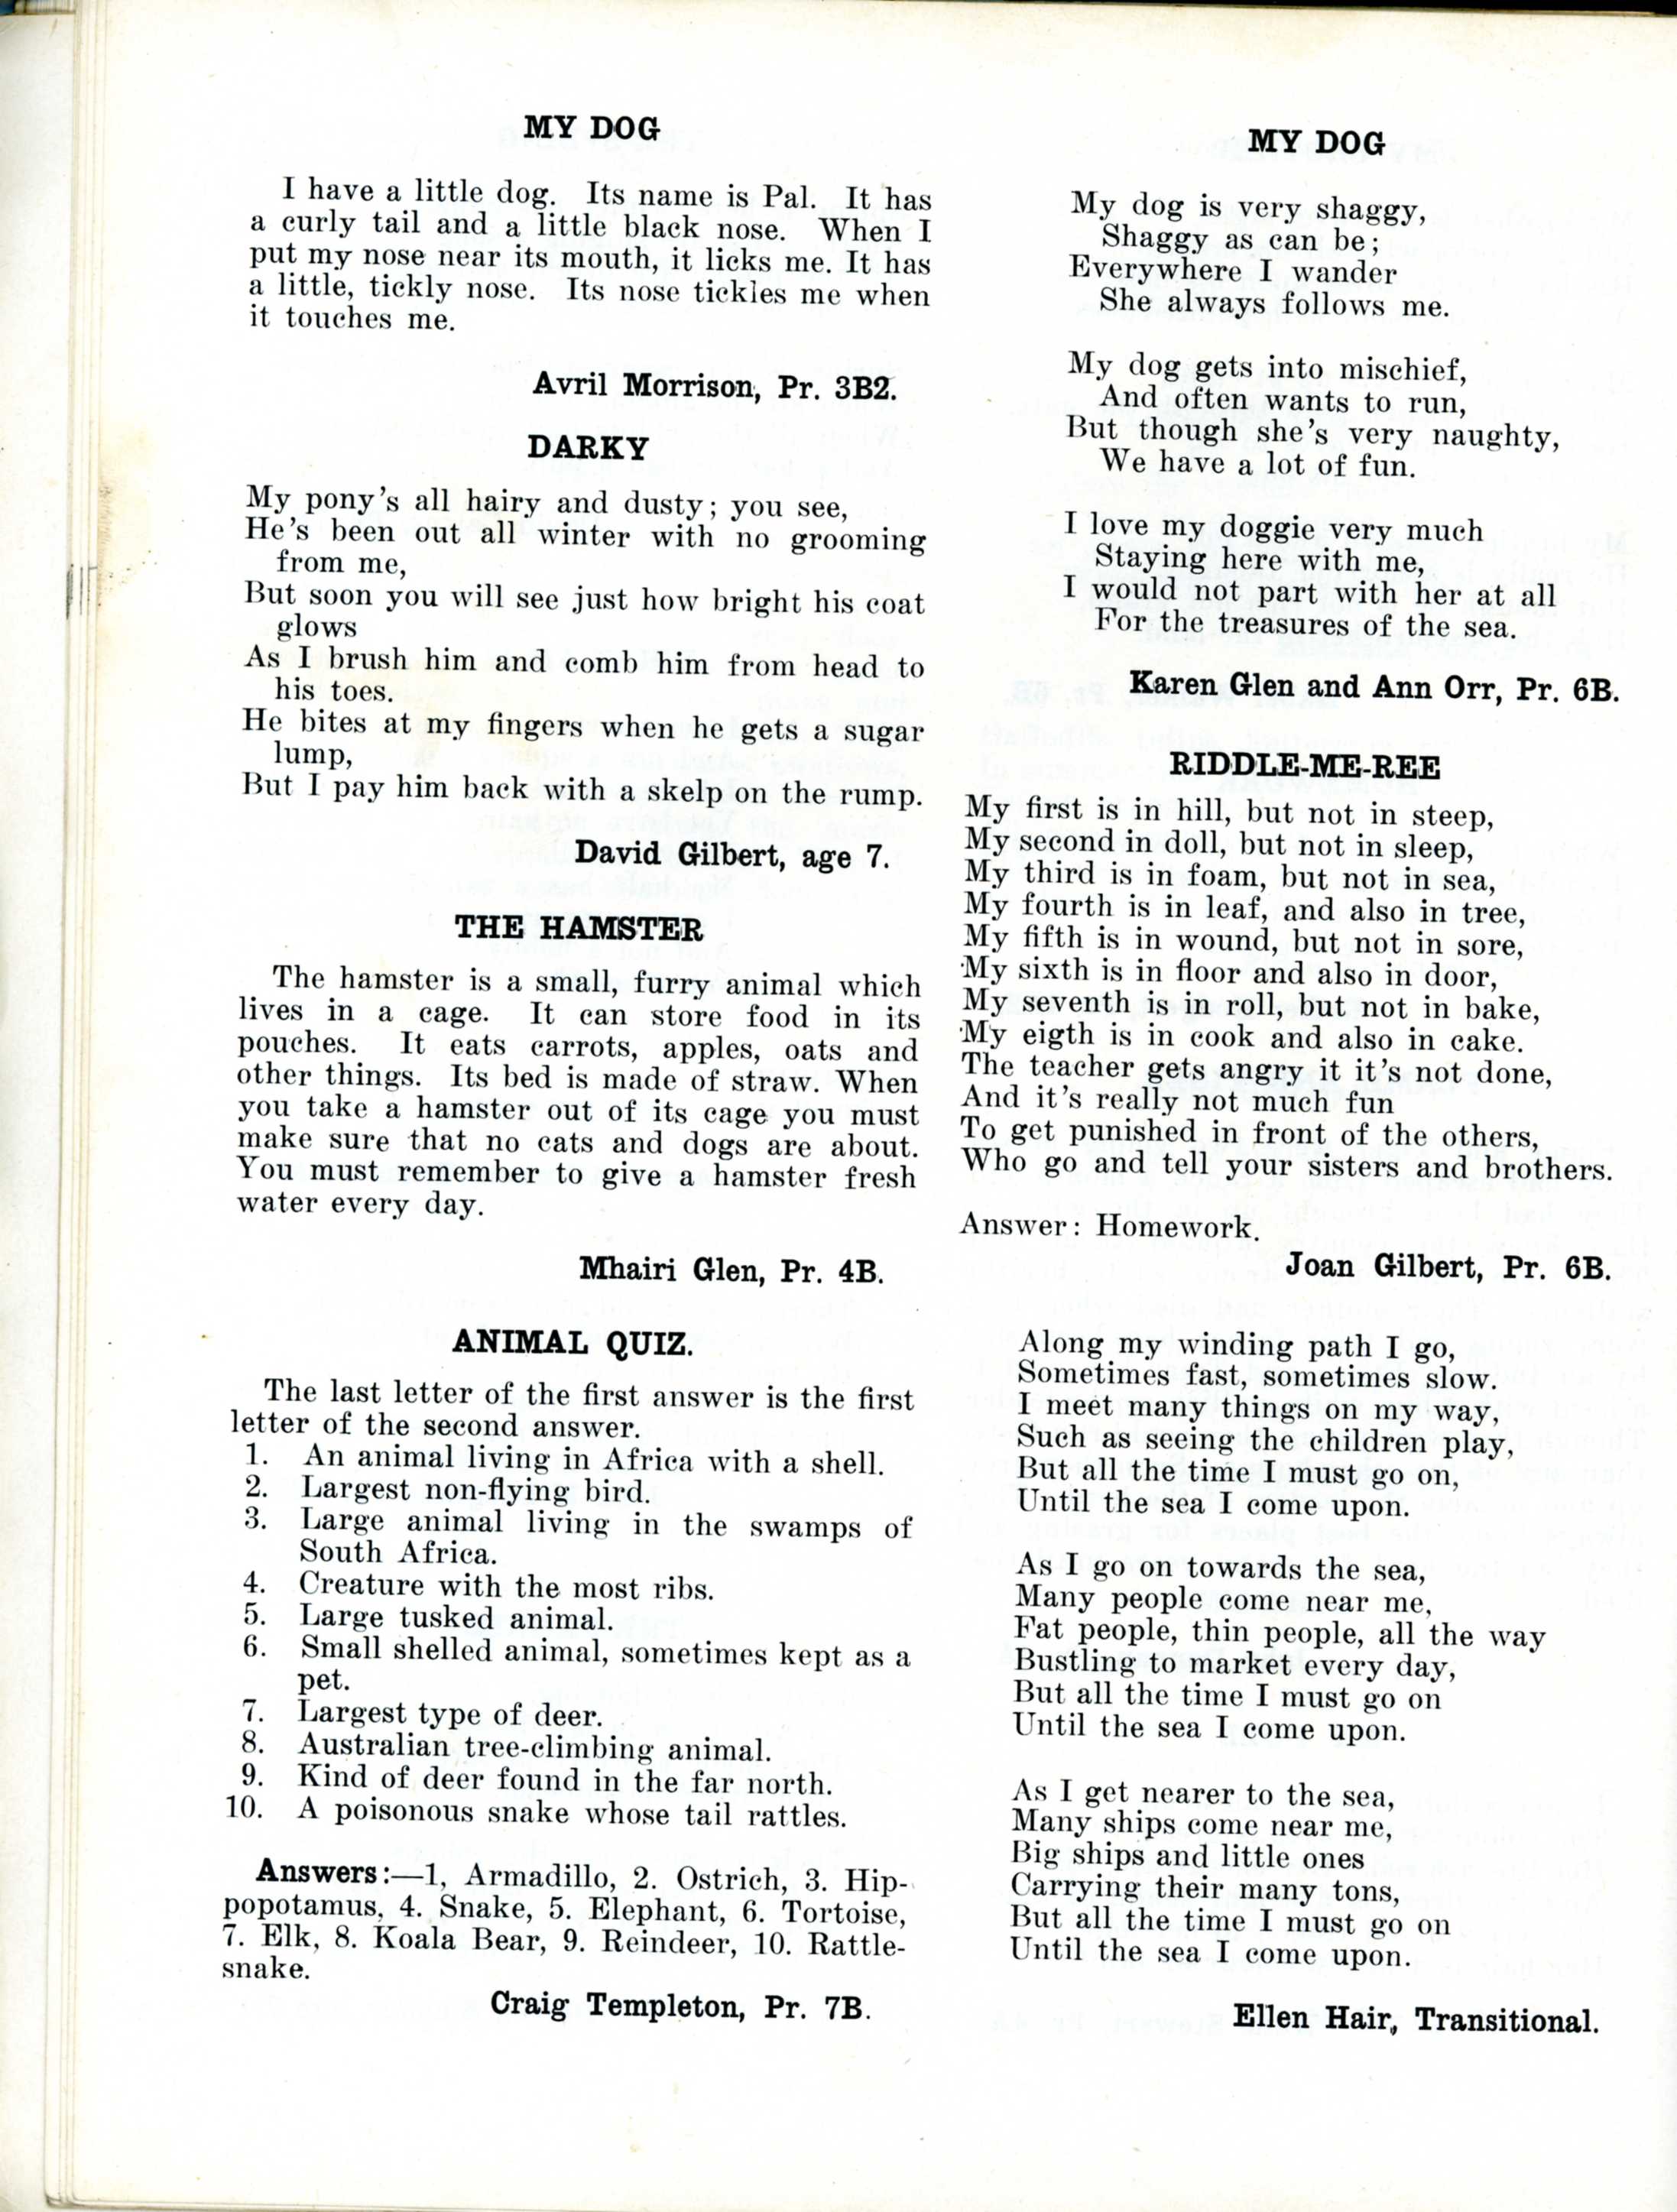 MY DOG
I have a little dog. Its name is Pal. It has
a curly tail and a little black nose. When I
put my nose near its mouth, it licks me. It has
a little, tickly nose. Its nose tickles me when
it touches me.
Avril Morrison, Pr. 3B2.
DARKY
My pony's all hairy and dusty; you see,
He's been out all winter with no grooming
from me,
But soon you will see just how bright his coat
glows
As I brush him and comb him from head to
his toes.
He bites at my fingers when he gets a sugar
lump,
But I pay him back with a skelp on the rump.
David Gilbert, age 7.
THE HAMSTER
The hamster is a small, furry animal which
lives in a cage. It can store food in its
pouches. It eats carrots, apples, oats and
other things. Its bed is made of straw. When
you take a hamster out of its cage you must
make sure that no cats and dogs are about.
You must remember to give a hamster fresh
water every day.
Mhairi Glen, Pr. 4B.
ANIMAL QUIZ.
The last letter of the first answer is the first
letter of the second answer.
1. An animal living in Africa with a shell.
2. Largest non-flying bird.
3. Large animal living in the swamps of
South Africa.
4. Creature with the most ribs.
5. Large tusked animal.
6. Small shelled animal, sometimes kept as a
pet.
7. Largest type of deer.
8. Australian tree-climbing animal.
9. Kind of deer found in the far north.
10. A poisonous snake whose tail rattles.
Answers:—1, Armadillo, 2. Ostrich, 3. Hip-
popotamus, 4. Snake, 5. Elephant, 6. Tortoise,
7. Elk, 8. Koala Bear, 9. Reindeer, 10. Rattle-
snake.
Craig Templeton, Pr. 7B.
MY DOG
My dog is very shaggy,
Shaggy as can be;
Everywhere I wander
She always follows me.
My dog gets into mischief,
And often wants to run,
But though she's very naughty,
We have a lot of fun.
I love my doggie very much
Staying here with me,
I would not part with her at all
For the treasures of the sea.
Karen Glen and Ann Orr, Pr. 6B.
RIDDLE-ME-REE
My first is in hill, but not in steep,
My second in doll, but not in sleep,
My third is in foam, but not in sea,
My fourth is in leaf, and also in tree,
My fifth is in wound, but not in sore,
My sixth is in floor and also in door,
My seventh is in roll, but not in bake,
My eigth is in cook and also in cake.
The teacher gets angry it it's not done,
And it's really not much fun
To get punished in front of the others,
Who go and tell your sisters and brothers.
Answer: Homework.
Joan Gilbert, Pr. 6B.
Along my winding path I go,
Sometimes fast, sometimes slow.
I meet many things on my way,
Such as seeing the children play,
But all the time I must go on,
Until the sea I come upon.
As I go on towards the sea,
Many people come near me,
Fat people, thin people, all the way
Bustling to market every day,
But all the time I must go on
Until the sea I come upon.
As I get nearer to the sea,
Many ships come near me,
Big ships and little ones
Carrying their many tons,
But all the time I must go on
Until the sea I come upon.
Ellen Hair, Transitional.